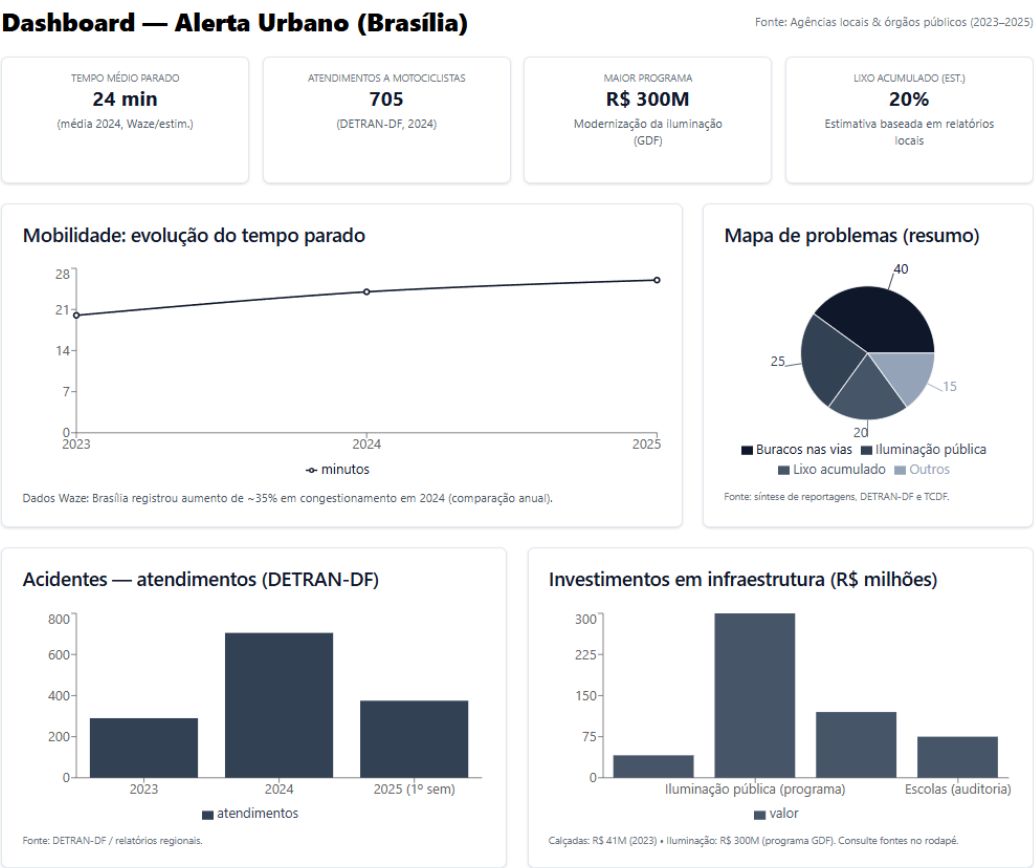 Dashboard — Alerta Urbano (Brasília)
Fonte: Agências locais & órgãos públicos (2023–2025)
TEMPO MÉDIO PARADO
24 min
(média 2024, Waze/estim.)
ATENDIMENTOS A MOTOCICLISTAS
705
(DETRAN-DF, 2024)
MAIOR PROGRAMA
R$ 300M
Modernização da iluminação
(GDF)
LIXO ACUMULADO (EST.)
20%
Estimativa baseada em relatórios
locais
Mobilidade: evolução do tempo parado
28
21
14
7
0
2023 2024 2025
minutos
Dados Waze: Brasília registrou aumento de ~35% em congestionamento em 2024 (comparação anual).
Mapa de problemas (resumo)
40
25
15
20
Buracos nas vias Iluminação pública
Lixo acumulado Outros
Fonte: síntese de reportagens, DETRAN-DF e TCDF.
Acidentes — atendimentos (DETRAN-DF)
800
600
400
200
0
2023 2024 2025 (1º sem)
atendimentos
Fonte: DETRAN-DF / relatórios regionais.
Investimentos em infraestrutura (R$ milhões)
300
225
150
75
0
Iluminação pública (programa) Escolas (auditoria)
valor
Calçadas: R$ 41M (2023) • Iluminação: R$ 300M (programa GDF). Consulte fontes no rodapé.